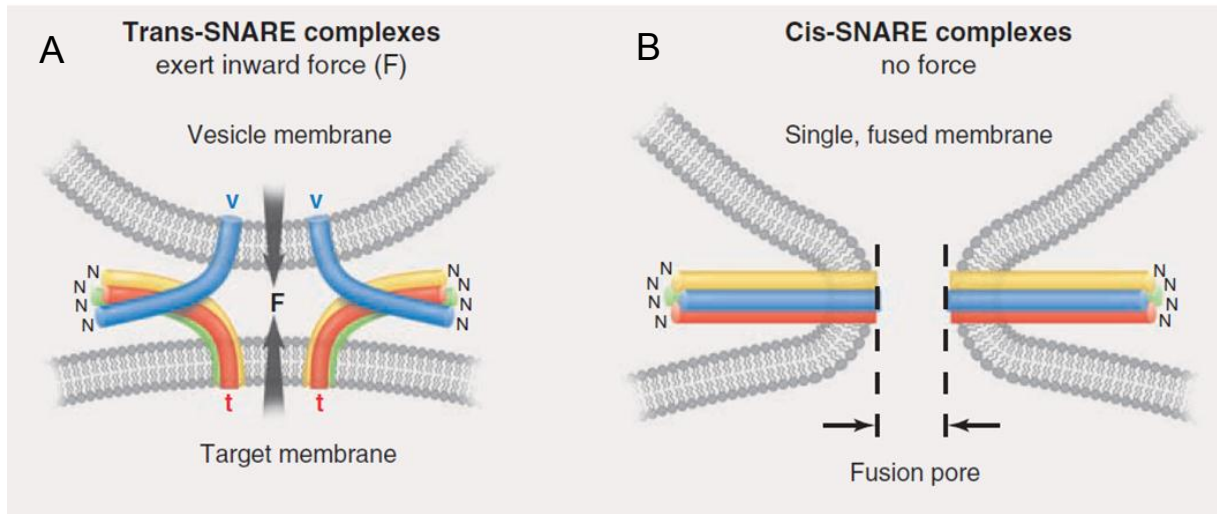 A
Trans-SNARE complexes
exert inward force (F)
Vesicle membrane
v
v
N
N
N
N
F
N
N
N
N
t
t
Target membrane
B
Cis-SNARE complexes
no force
Single, fused membrane
N
N
N
N
N
N
Fusion pore